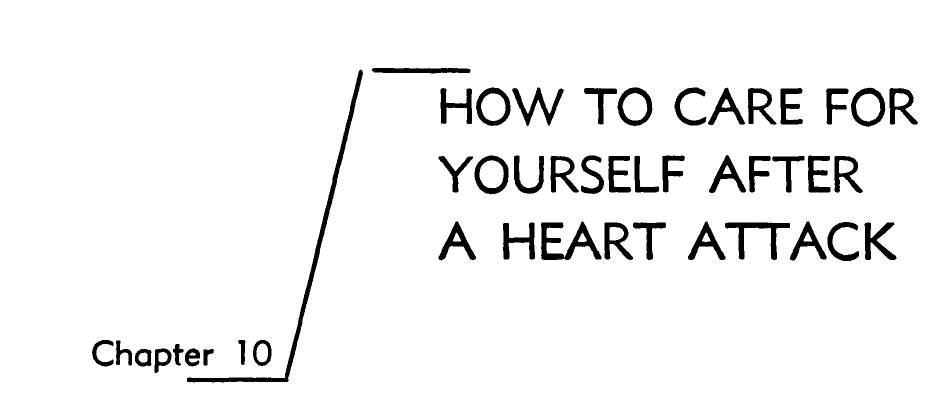 Chapter 10
HOW TO CARE FOR
YOURSELF AFTER
A HEART ATTACK